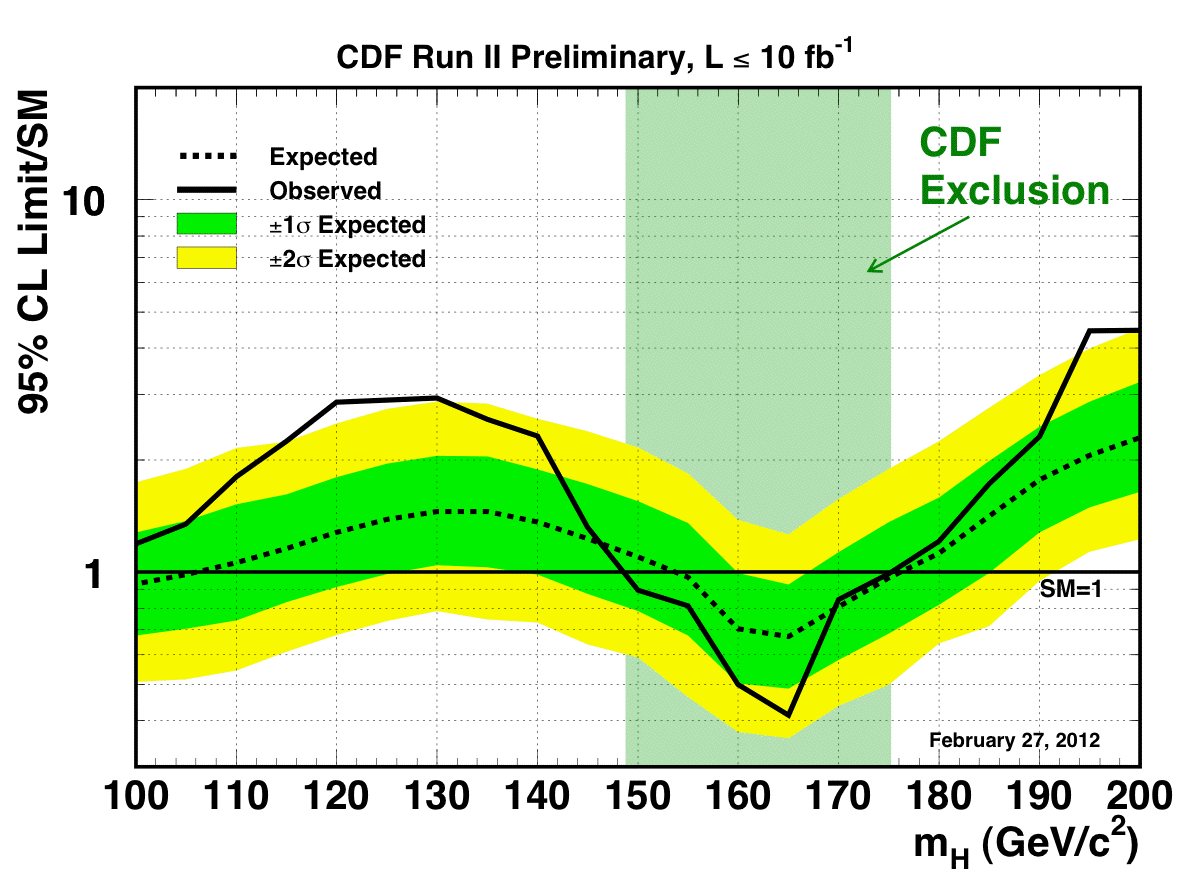 CDF Run II Preliminary, L ≤ 10 fb⁻¹
95% CL Limit/SM
10
1
Expected
Observed
±1σ Expected
±2σ Expected
CDF
Exclusion
SM=1
February 27, 2012
100 110 120 130 140 150 160 170 180 190 200
m_H (GeV/c²)